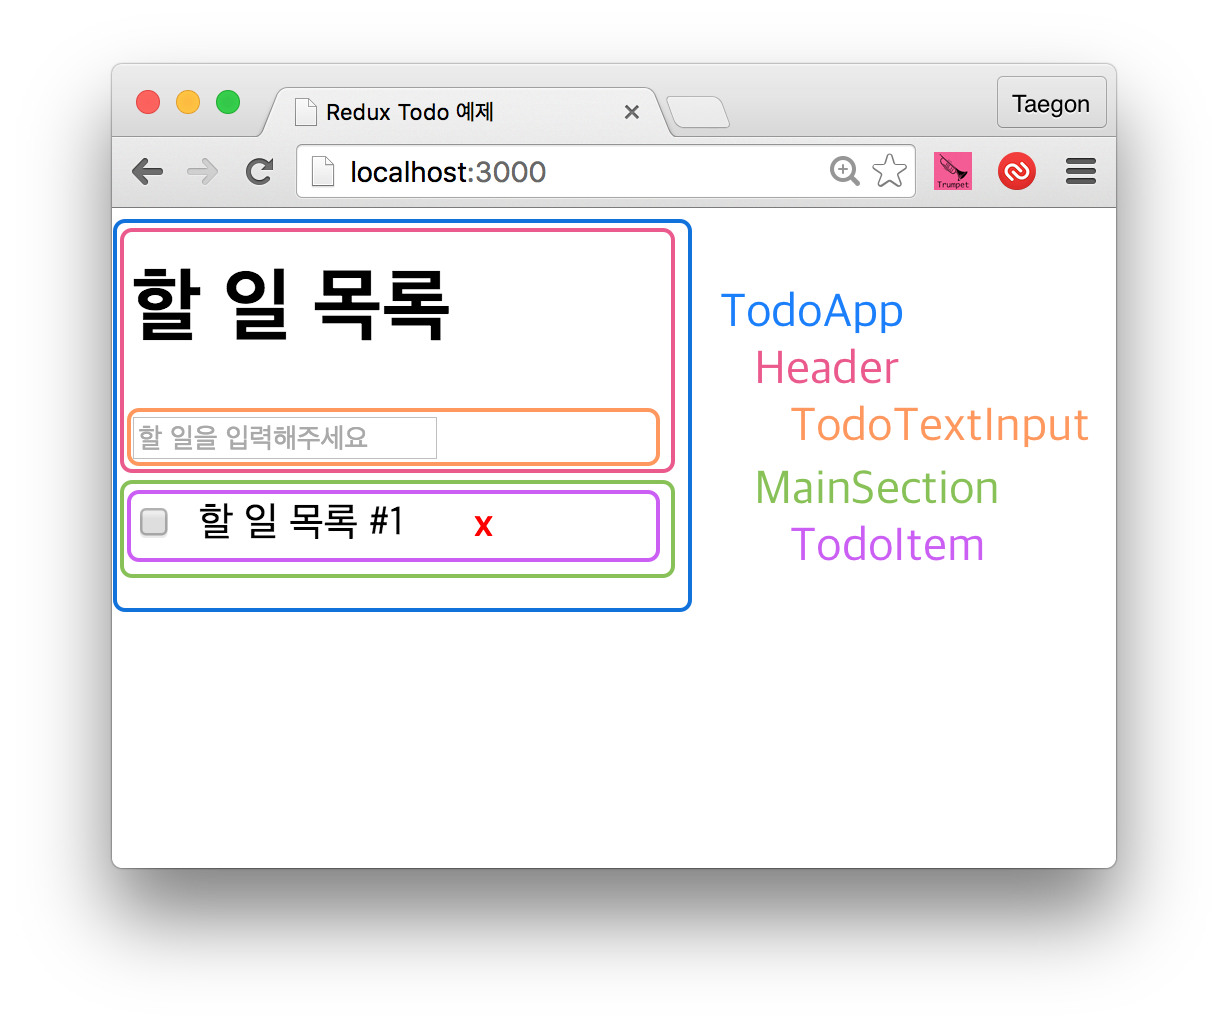 Redux Todo 예제
Taegon
localhost:3000
Trumpet
할 일 목록
할 일을 입력해주세요
할 일 목록 #1
x
TodoApp
Header
TodoTextInput
MainSection
TodoItem